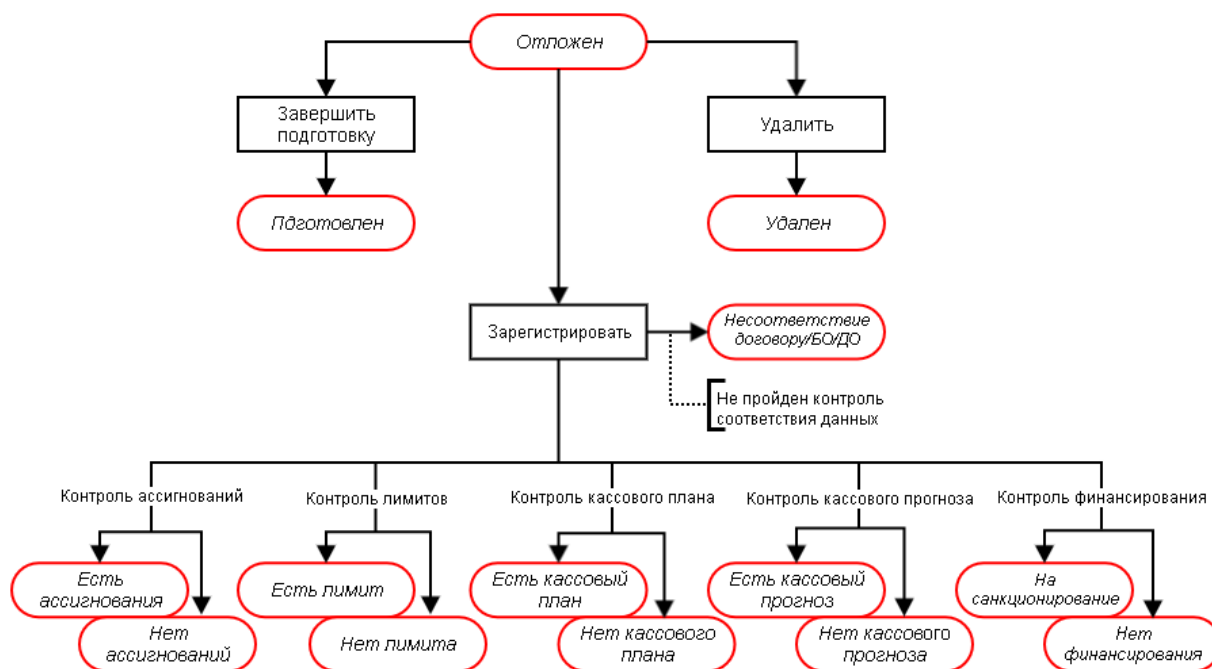 Отложен
Завершить
подготовку
Удалить
Пдготовлен
Удален
Зарегистрировать
Несоответствие
договору/БО/ДО
Не пройден контроль
соответствия данных
Контроль ассигнований
Контроль лимитов
Контроль кассового плана
Контроль кассового прогноза
Контроль финансирования
Есть
ассигнования
Нет
ассигнований
Есть лимит
Нет лимита
Есть кассовый
план
Нет кассового
плана
Есть кассовый
прогноз
Нет кассового
прогноза
На
санкционирование
Нет
финансирования